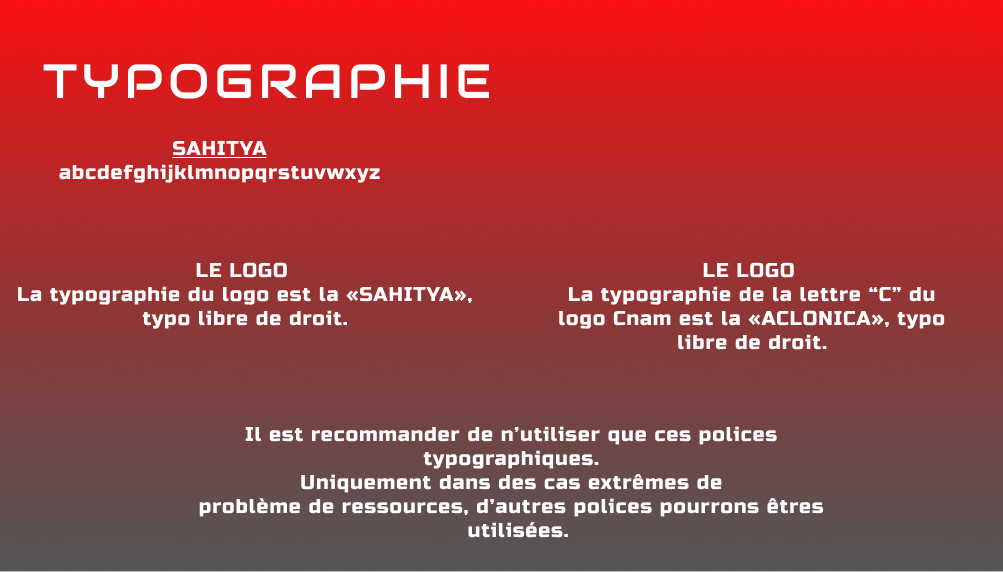 TYPOGRAPHIE
SAHITYA
abcdefghijklmnopqrstuvwxyz
LE LOGO
La typographie du logo est la «SAHITYA»,
typo libre de droit.
LE LOGO
La typographie de la lettre “C” du
logo Cnam est la «ACLONICA», typo
libre de droit.
Il est recommander de n’utiliser que ces polices
typographiques.
Uniquement dans des cas extrêmes de
problème de ressources, d’autres polices pourrons êtres
utilisées.